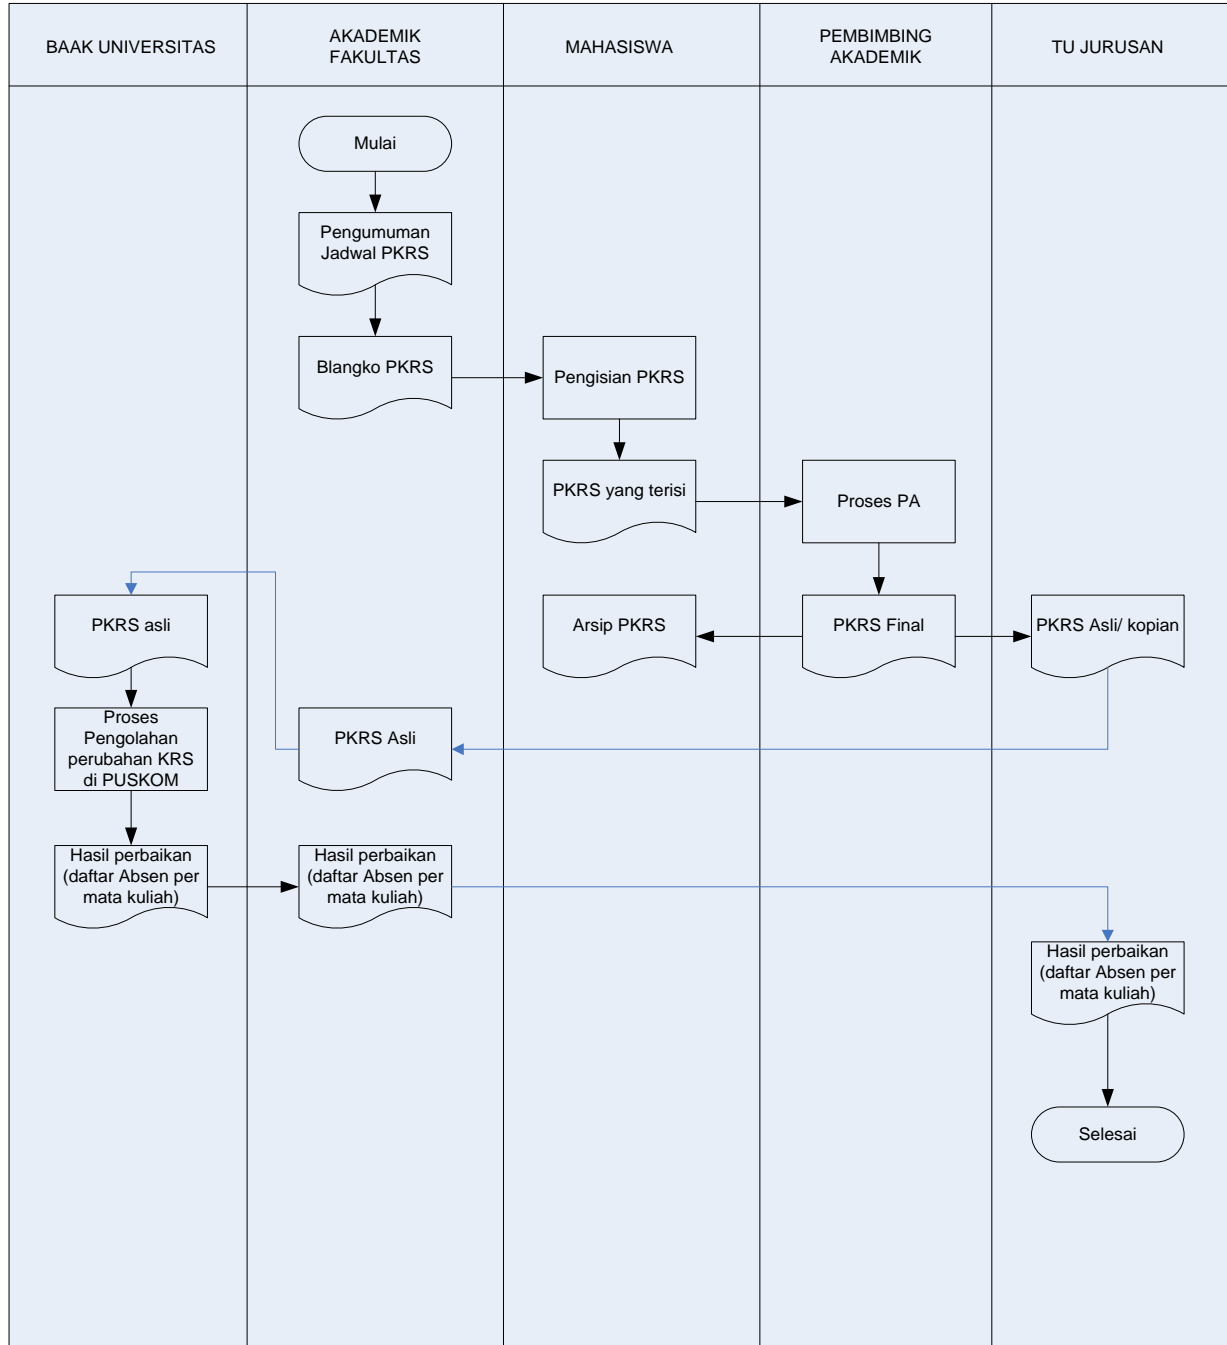 BAAK UNIVERSITAS
AKADEMIK
FAKULTAS
MAHASISWA
PEMBIMBING
AKADEMIK
TU JURUSAN
Mulai
Pengumuman
Jadwal PKRS
Blangko PKRS
Pengisian PKRS
PKRS yang terisi
Proses PA
PKRS asli
Arsip PKRS
PKRS Final
PKRS Asli/ kopian
Proses
Pengolahan
perubahan KRS
di PUSKOM
PKRS Asli
Hasil perbaikan
(daftar Absen per
mata kuliah)
Hasil perbaikan
(daftar Absen per
mata kuliah)
Hasil perbaikan
(daftar Absen per
mata kuliah)
Selesai